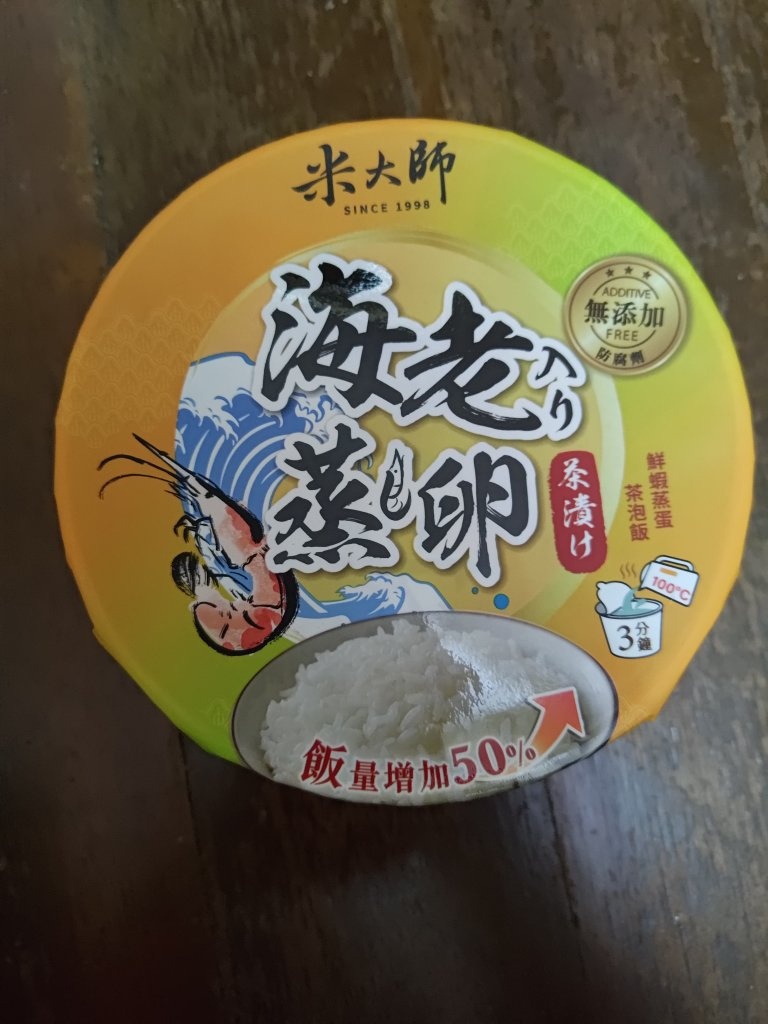 米大師
SINCE 1998
ADDITIVE
無添加
FREE
防腐劑
海老入り
蒸し卵
茶漬け
鮮蝦蒸蛋
茶泡飯
100°C
3分鐘
飯量增加50%